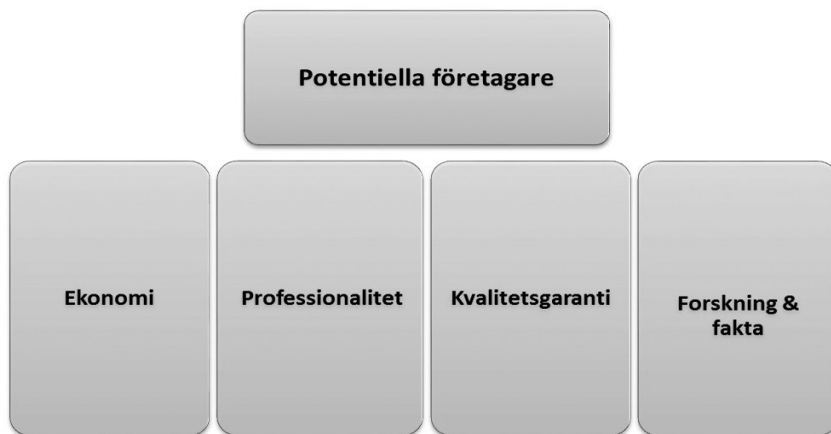 Potentiella företagare
Ekonomi
Professionalitet
Kvalitetsgaranti
Forskning &
fakta